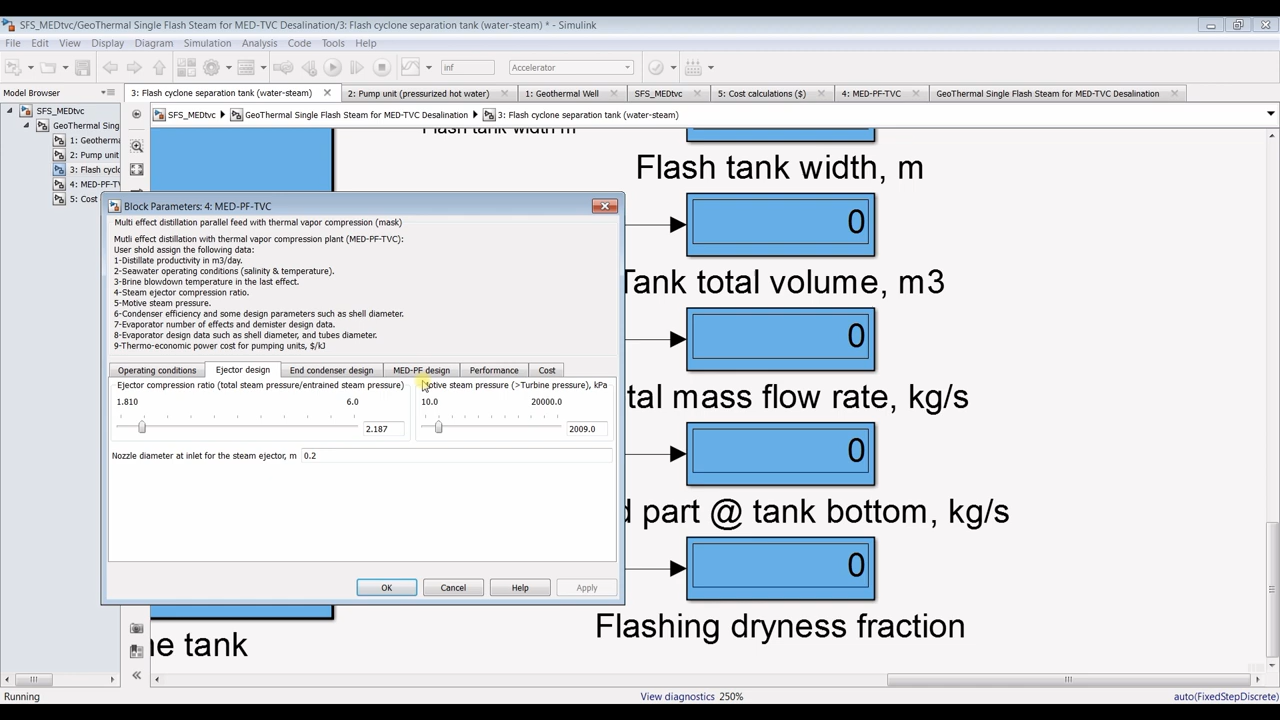 SFS_MEDtvc/GeoThermal Single Flash Steam for MED-TVC Desalination/3: Flash cyclone separation tank (water-steam) * - Simulink
File Edit View Display Diagram Simulation Analysis Code Tools Help
inf Accelerator
Model Browser
3: Flash cyclone separation tank (water-steam) 2: Pump unit (pressurized hot water) 1: Geothermal Well SFS_MEDtvc 5: Cost calculations ($) 4: MED-PF-TVC GeoThermal Single Flash Steam for MED-TVC Desalination
SFS_MEDtvc GeoThermal Single Flash Steam for MED-TVC Desalination 3: Flash cyclone separation tank (water-steam)
SFS_MEDtvc
GeoThermal Sing
1: Geotherma
2: Pump unit
3: Flash cyclo
4: MED-PF-TV
5: Cost
Flash tank width m
Flash tank width, m
0
Tank total volume, m3
0
tal mass flow rate, kg/s
0
d part @ tank bottom, kg/s
0
Flashing dryness fraction
ne tank
Block Parameters: 4: MED-PF-TVC
Multi effect distillation parallel feed with thermal vapor compression (mask)
Mutli effect distillation with thermal vapor compression plant (MED-PF-TVC):
User shold assign the following data:
1-Distillate productivity in m3/day.
2-Seawater operating conditions (salinity & temperature).
3-Brine blowdown temperature in the last effect.
4-Steam ejector compression ratio.
5-Motive steam pressure.
6-Condenser efficiency and some design parameters such as shell diameter.
7-Evaporator number of effects and demister design data.
8-Evaporator design data such as shell diameter, and tubes diameter.
9-Thermo-economic power cost for pumping units, $/kJ
Operating conditions Ejector design End condenser design MED-PF design Performance Cost
Ejector compression ratio (total steam pressure/entrained steam pressure) Motive steam pressure (>Turbine pressure), kPa
1.810 6.0 10.0 20000.0
2.187 2009.0
Nozzle diameter at inlet for the steam ejector, m 0.2
OK Cancel Help Apply
Running View diagnostics 250% auto(FixedStepDiscrete)